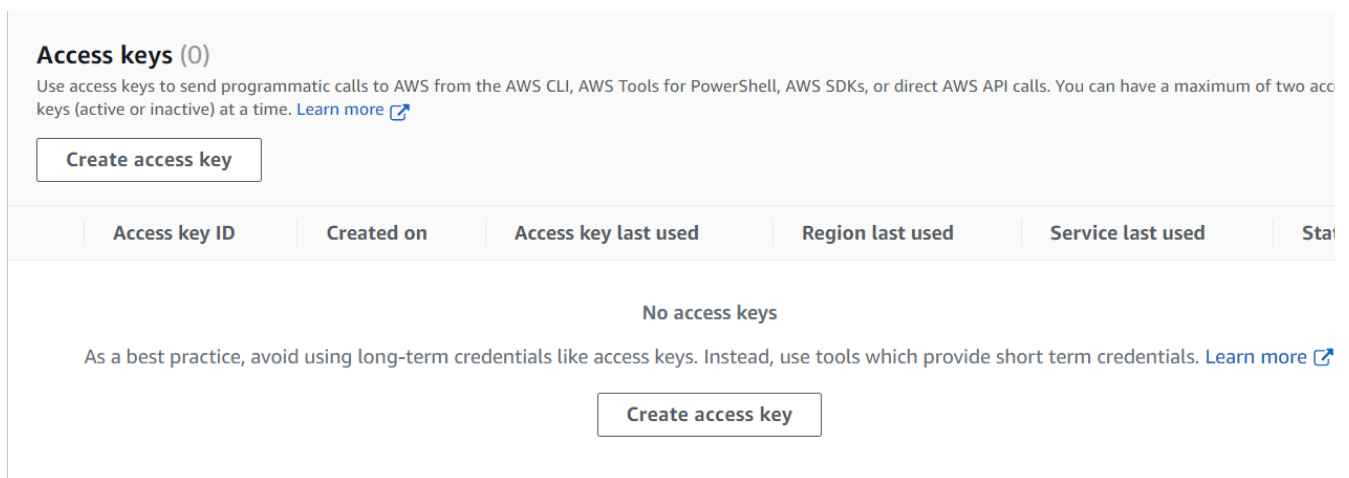 Access keys (0)
Use access keys to send programmatic calls to AWS from the AWS CLI, AWS Tools for PowerShell, AWS SDKs, or direct AWS API calls. You can have a maximum of two acc
keys (active or inactive) at a time. Learn more
Create access key
Access key ID Created on Access key last used Region last used Service last used Stat
No access keys
As a best practice, avoid using long-term credentials like access keys. Instead, use tools which provide short term credentials. Learn more
Create access key